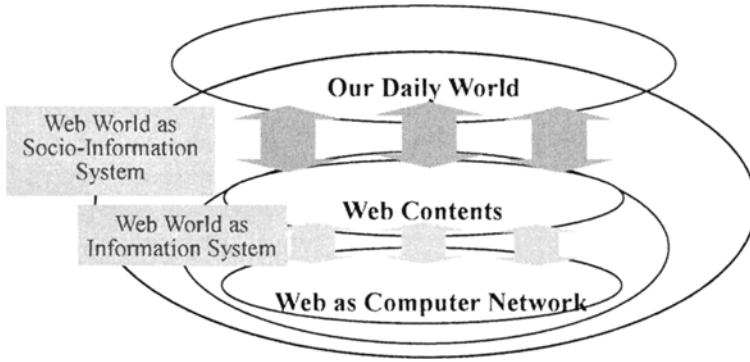 Our Daily World
Web World as
Socio-Information
System
Web Contents
Web World as
Information System
Web as Computer Network